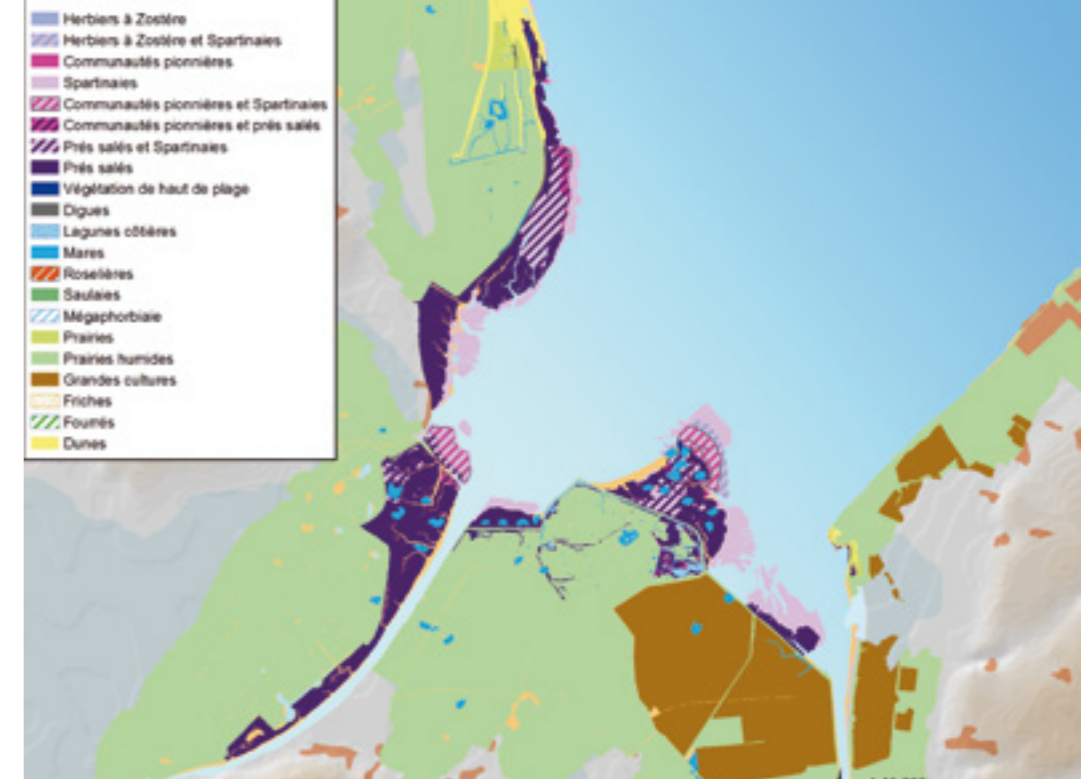 Herbiers à Zostère
Herbiers à Zostère et Spartinaies
Communautés pionnières
Spartinaies
Communautés pionnières et Spartinaies
Communautés pionnières et prés salés
Prés salés et Spartinaies
Prés salés
Végétation de haut de plage
Digues
Lagunes côtières
Mares
Roselières
Saulaies
Mégaphorbiaie
Prairies
Prairies humides
Grandes cultures
Friches
Fourrés
Dunes